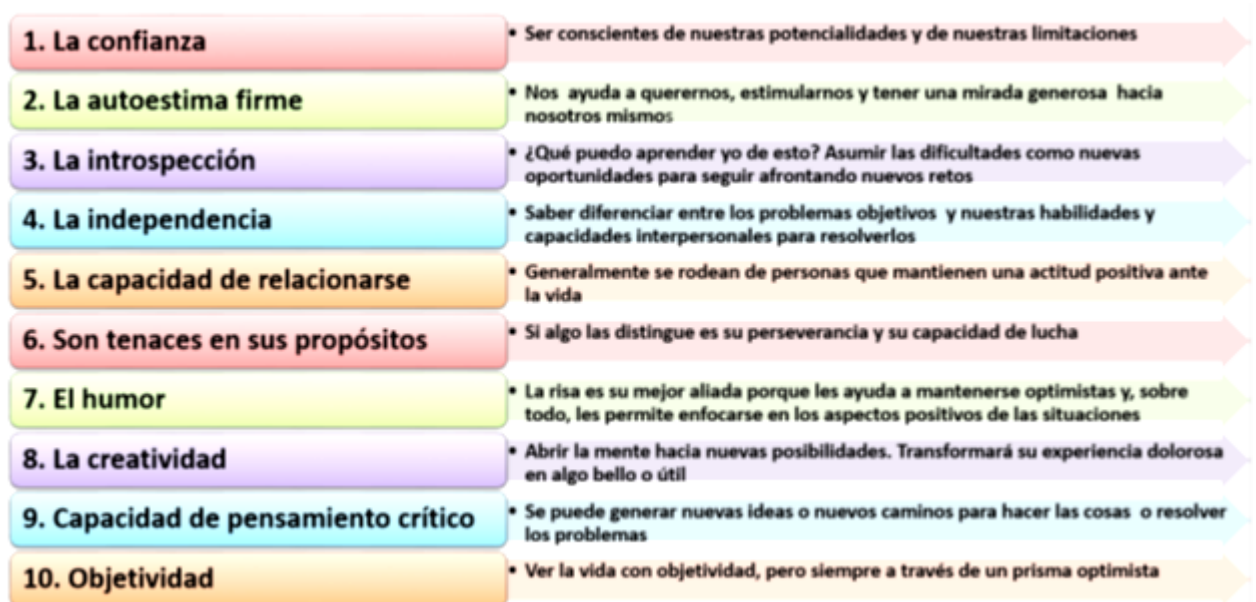 1. La confianza
• Ser conscientes de nuestras potencialidades y de nuestras limitaciones
2. La autoestima firme
• Nos ayuda a querernos, estimularnos y tener una mirada generosa hacia
nosotros mismos
3. La introspección
• ¿Qué puedo aprender yo de esto? Asumir las dificultades como nuevas
oportunidades para seguir afrontando nuevos retos
4. La independencia
• Saber diferenciar entre los problemas objetivos y nuestras habilidades y
capacidades interpersonales para resolverlos
5. La capacidad de relacionarse
• Generalmente se rodean de personas que mantienen una actitud positiva ante
la vida
6. Son tenaces en sus propósitos
• Si algo las distingue es su perseverancia y su capacidad de lucha
7. El humor
• La risa es su mejor aliada porque les ayuda a mantenerse optimistas y, sobre
todo, les permite enfocarse en los aspectos positivos de las situaciones
8. La creatividad
• Abrir la mente hacia nuevas posibilidades. Transformará su experiencia dolorosa
en algo bello o útil
9. Capacidad de pensamiento crítico
• Se puede generar nuevas ideas o nuevos caminos para hacer las cosas o resolver
los problemas
10. Objetividad
• Ver la vida con objetividad, pero siempre a través de un prisma optimista